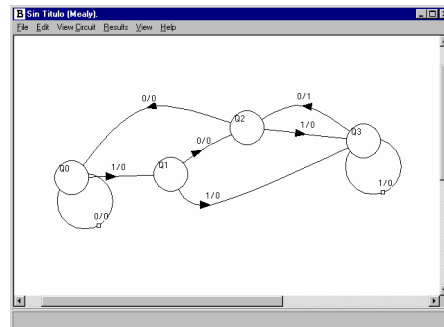 B Sin Titulo (Mealy).
File Edit View Circuit Results View Help
0/0
Q2
0/1
1/0
Q3
0/0
Q0
1/0
Q1
1/0
1/0
0/0